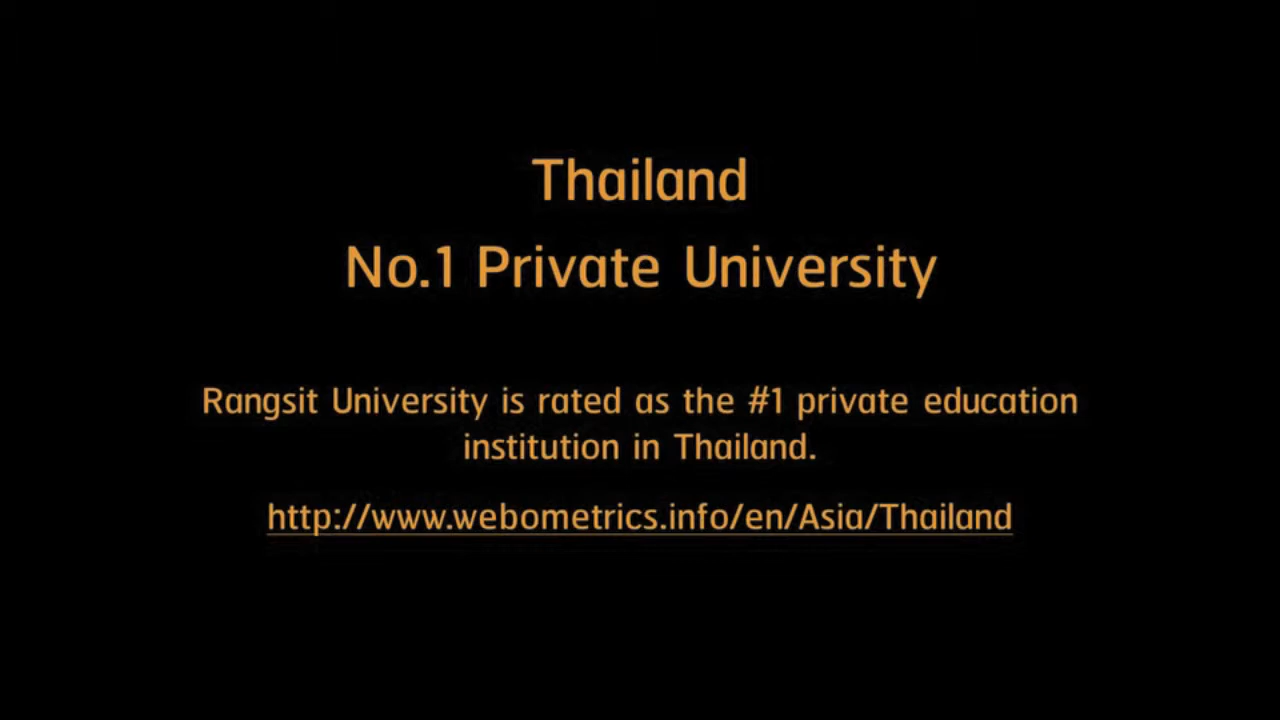 Thailand
No.1 Private University
Rangsit University is rated as the #1 private education
institution in Thailand.
http://www.webometrics.info/en/Asia/Thailand